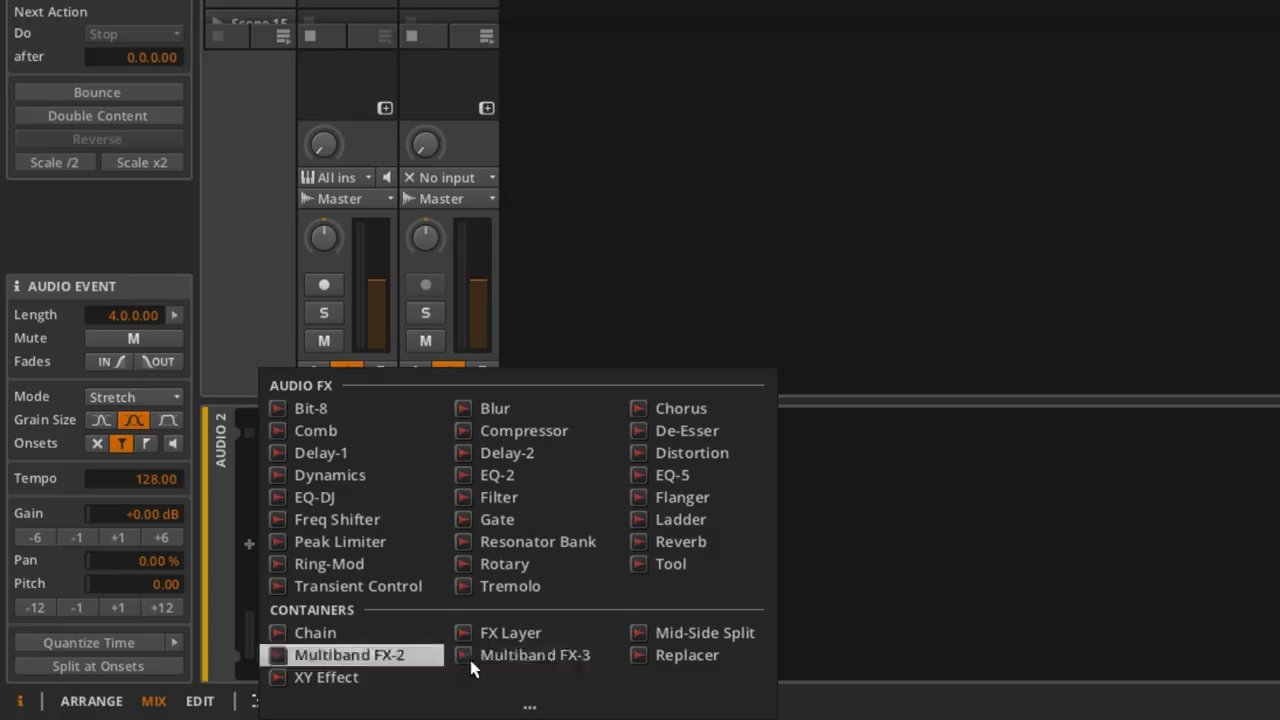 Next Action
Do Stop
after 0.0.0.00
Bounce
Double Content
Reverse
Scale /2 Scale x2
Scene 15
All ins No input
Master Master
S S
M M
AUDIO EVENT
Length 4.0.0.00
Mute M
Fades IN OUT
Mode Stretch
Grain Size
Onsets
Tempo 128.00
Gain +0.00 dB
-6 -1 +1 +6
Pan 0.00 %
Pitch 0.00
-12 -1 +1 +12
Quantize Time
Split at Onsets
AUDIO 2
AUDIO FX
Bit-8 Blur Chorus
Comb Compressor De-Esser
Delay-1 Delay-2 Distortion
Dynamics EQ-2 EQ-5
EQ-DJ Filter Flanger
Freq Shifter Gate Ladder
Peak Limiter Resonator Bank Reverb
Ring-Mod Rotary Tool
Transient Control Tremolo
CONTAINERS
Chain FX Layer Mid-Side Split
Multiband FX-2 Multiband FX-3 Replacer
XY Effect
...
ARRANGE MIX EDIT